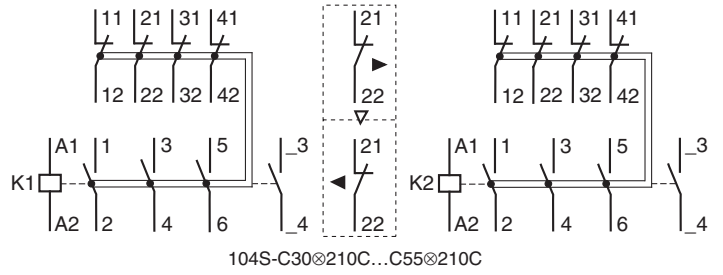 11 21 31 41 21 11 21 31 41
12 22 32 42 22 12 22 32 42
A1 1 3 5 _3 21 A1 1 3 5 _3
K1 K2
A2 2 4 6 _4 22 A2 2 4 6 _4
104S-C30⊗210C…C55⊗210C